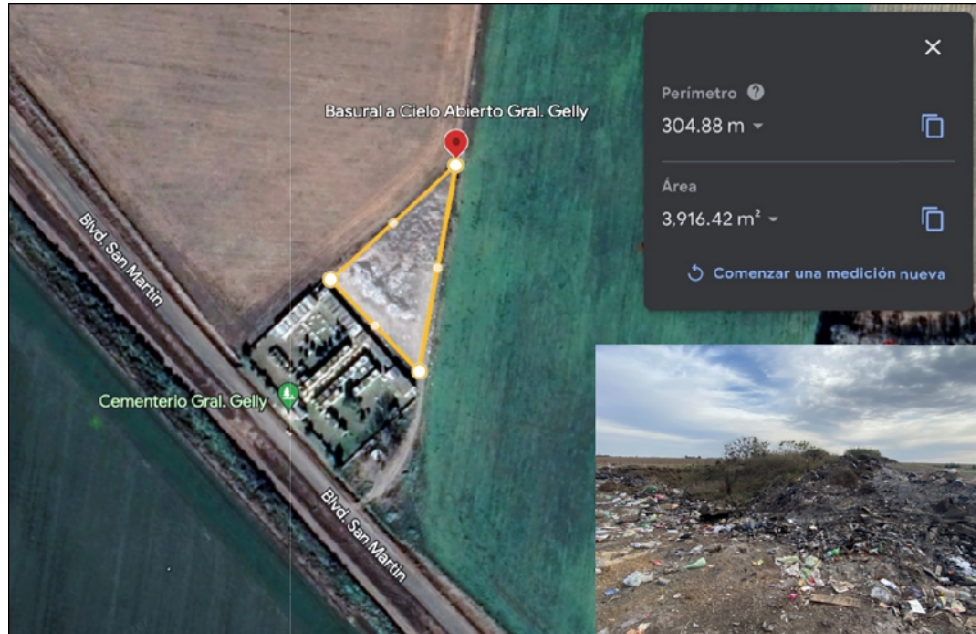 Basural a Cielo Abierto Gral. Gelly
Blvd. San Martin
Cementerio Gral. Gelly
Blvd. San Martin
Perímetro
304.88 m
Área
3,916.42 m²
Comenzar una medición nueva